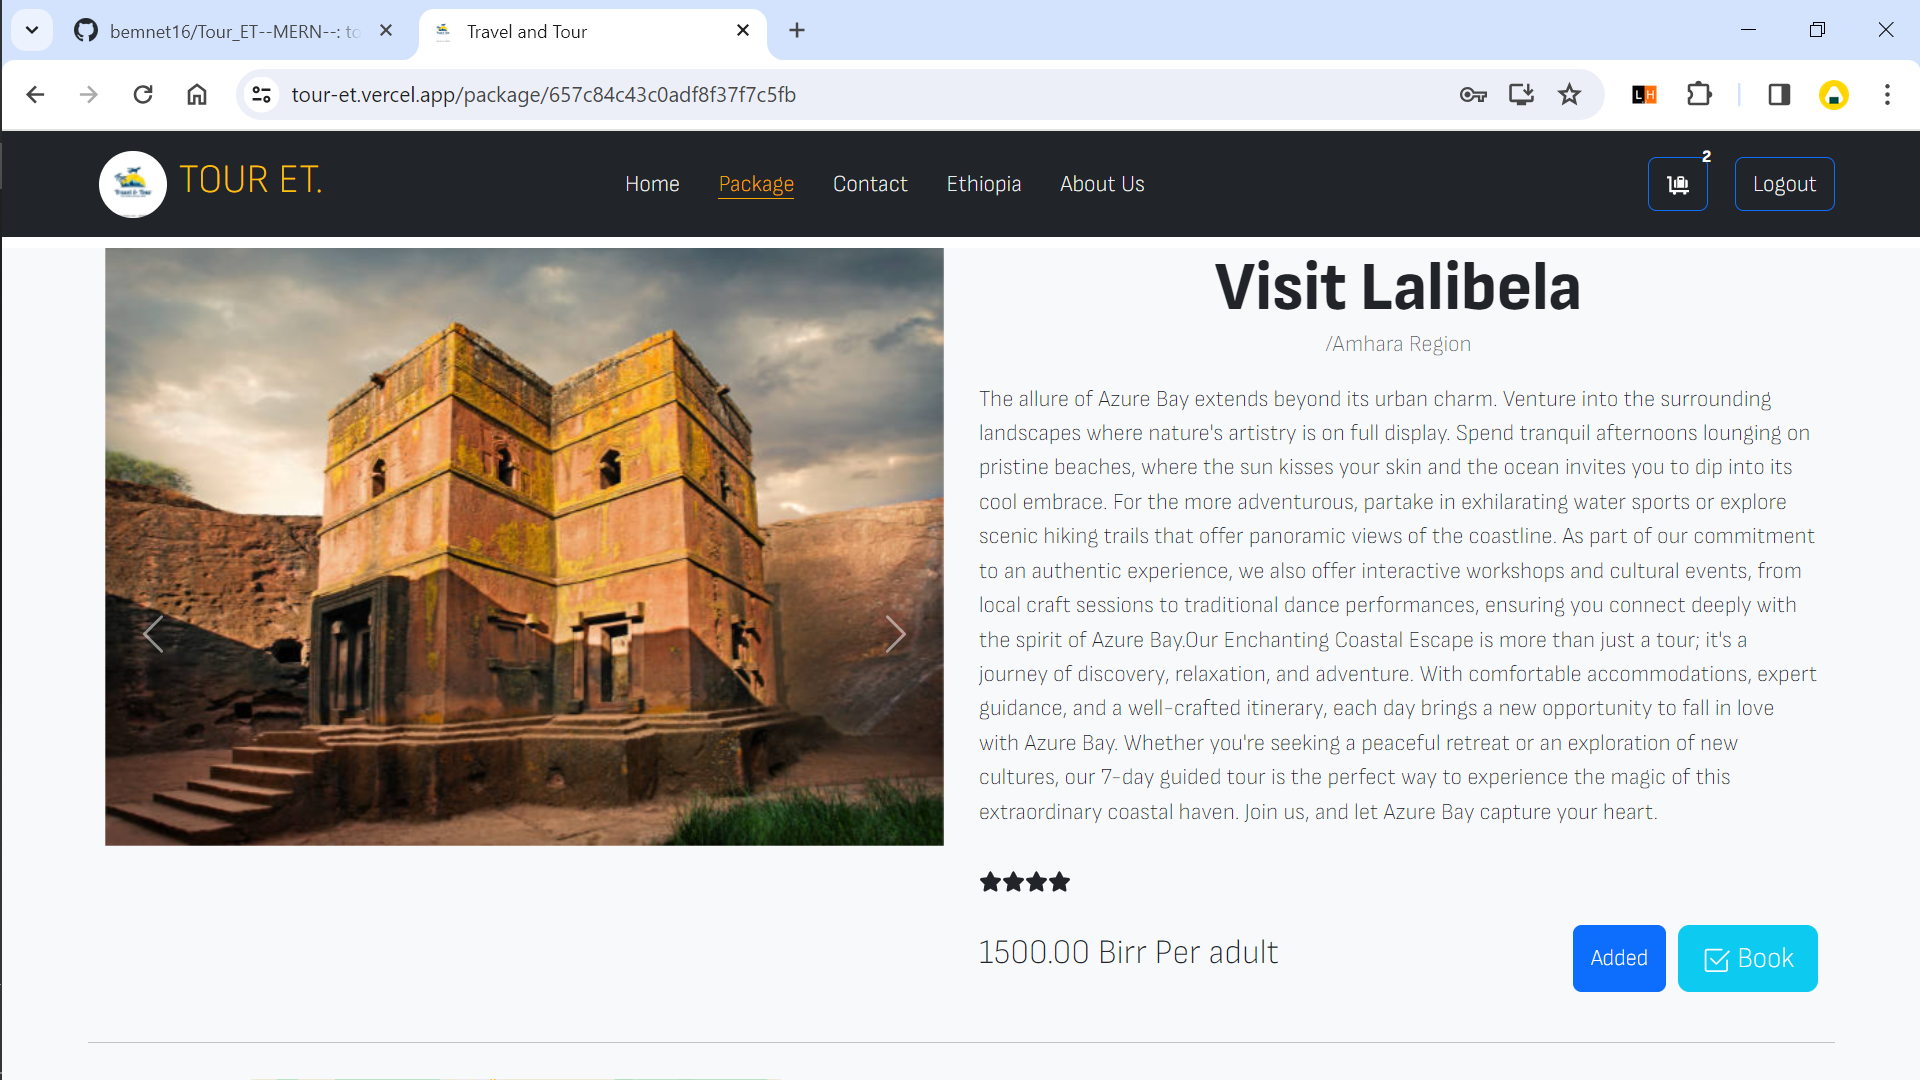 bemnet16/Tour_ET--MERN--: to
Travel and Tour
tour-et.vercel.app/package/657c84c43c0adf8f37f7c5fb
LH
Travel & Tour
TOUR ET.
Home
Package
Contact
Ethiopia
About Us
2
Logout
Visit Lalibela
/Amhara Region
The allure of Azure Bay extends beyond its urban charm. Venture into the surrounding
landscapes where nature's artistry is on full display. Spend tranquil afternoons lounging on
pristine beaches, where the sun kisses your skin and the ocean invites you to dip into its
cool embrace. For the more adventurous, partake in exhilarating water sports or explore
scenic hiking trails that offer panoramic views of the coastline. As part of our commitment
to an authentic experience, we also offer interactive workshops and cultural events, from
local craft sessions to traditional dance performances, ensuring you connect deeply with
the spirit of Azure Bay.Our Enchanting Coastal Escape is more than just a tour; it's a
journey of discovery, relaxation, and adventure. With comfortable accommodations, expert
guidance, and a well-crafted itinerary, each day brings a new opportunity to fall in love
with Azure Bay. Whether you're seeking a peaceful retreat or an exploration of new
cultures, our 7-day guided tour is the perfect way to experience the magic of this
extraordinary coastal haven. Join us, and let Azure Bay capture your heart.
1500.00 Birr Per adult
Added
Book